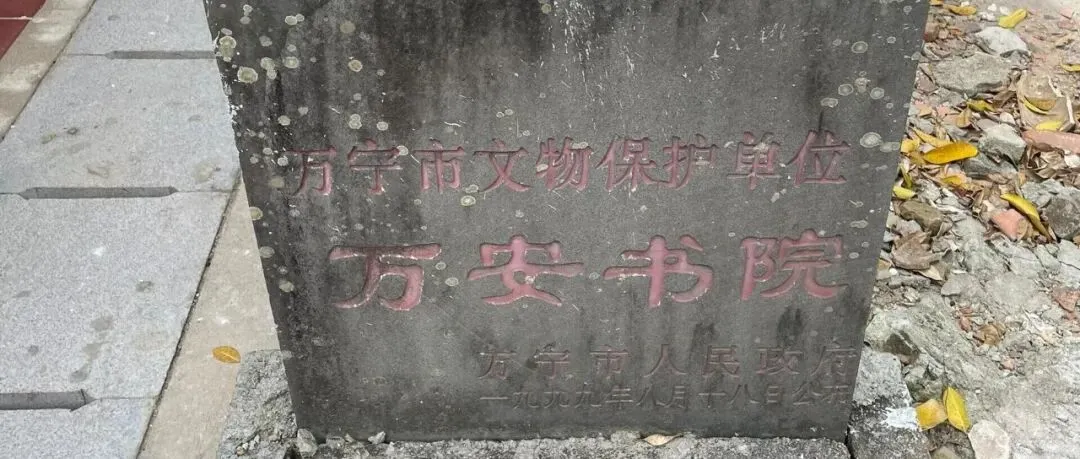 万宁市文物保护单位
万安书院
万宁市人民政府
一九九九年八月十八日公布